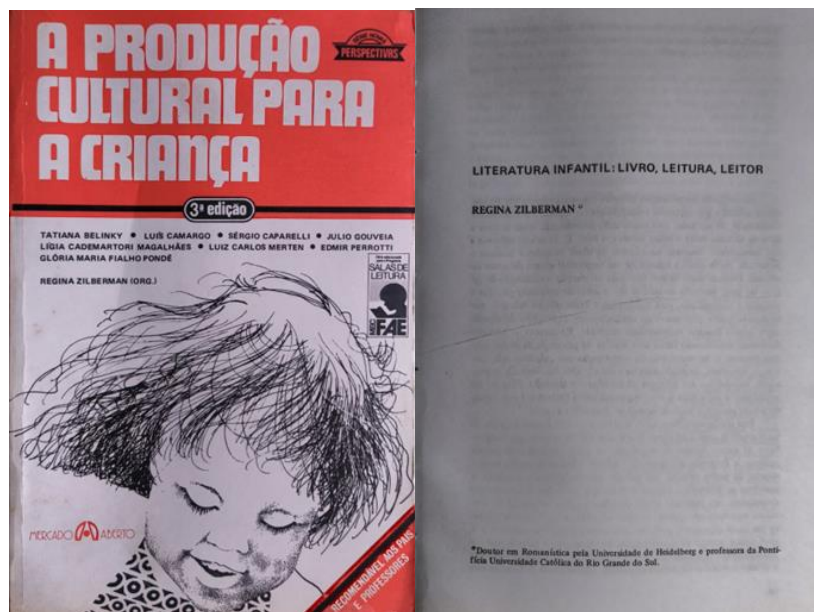 A PRODUÇÃO
CULTURAL PARA
A CRIANÇA
SÉRIE NOVAS
PERSPECTIVAS
3ª edição
TATIANA BELINKY • LUÍS CAMARGO • SÉRGIO CAPARELLI • JULIO GOUVEIA
LÍGIA CADEMARTORI MAGALHÃES • LUIZ CARLOS MERTEN • EDMIR PERROTTI
GLÓRIA MARIA FIALHO PONDÉ
REGINA ZILBERMAN (ORG.)
SALAS DE
LEITURA
MEC
FAE
MERCADO ABERTO
RECOMENDÁVEL AOS PAIS
E PROFESSORES
LITERATURA INFANTIL: LIVRO, LEITURA, LEITOR
REGINA ZILBERMAN *
*Doutor em Romanística pela Universidade de Heidelberg e professora da Ponti-
fícia Universidade Católica do Rio Grande do Sul.